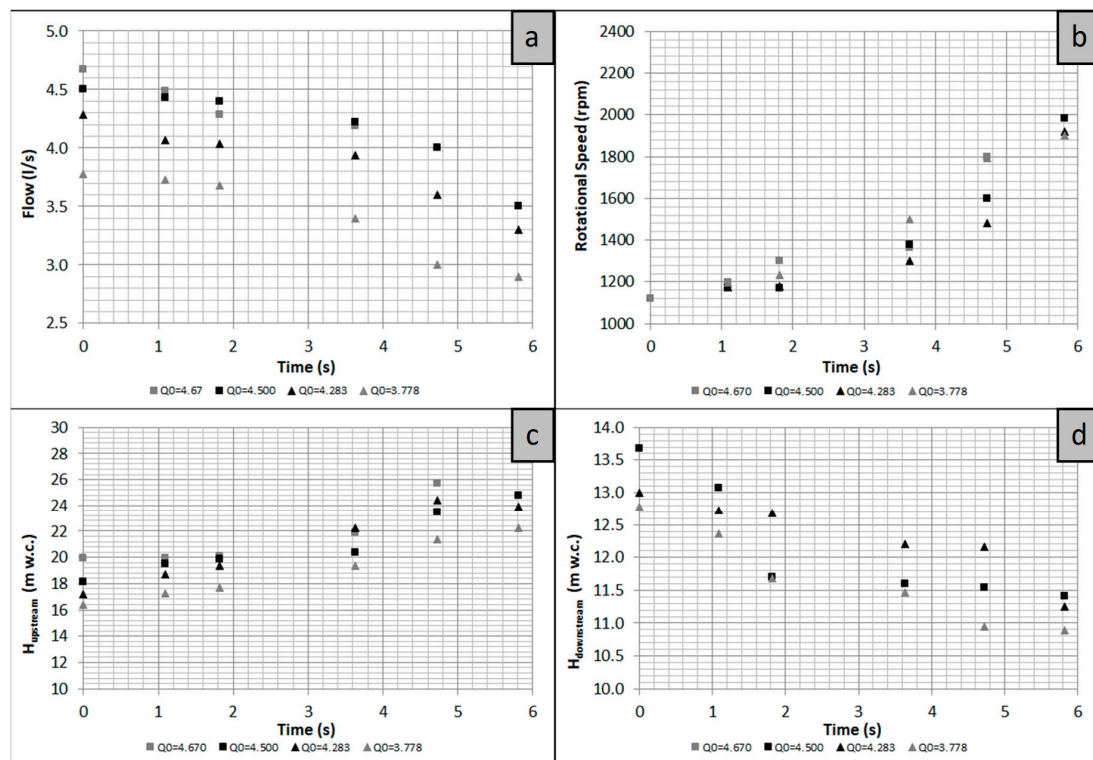 a
5.0
4.5
4.0
3.5
3.0
2.5
Flow (l/s)
0 1 2 3 4 5 6
Time (s)
Q0=4.67 Q0=4.500 Q0=4.283 Q0=3.778
b
2400
2200
2000
1800
1600
1400
1200
1000
Rotational Speed (rpm)
0 1 2 3 4 5 6
Time (s)
Q0=4.670 Q0=4.500 Q0=4.283 Q0=3.778
c
30
28
26
24
22
20
18
16
14
12
10
Hupstream (m w.c.)
0 1 2 3 4 5 6
Time (s)
Q0=4.670 Q0=4.500 Q0=4.283 Q0=3.778
d
14.0
13.5
13.0
12.5
12.0
11.5
11.0
10.5
10.0
Hdownstream (m w.c.)
0 1 2 3 4 5 6
Time (s)
Q0=4.670 Q0=4.500 Q0=4.283 Q0=3.778